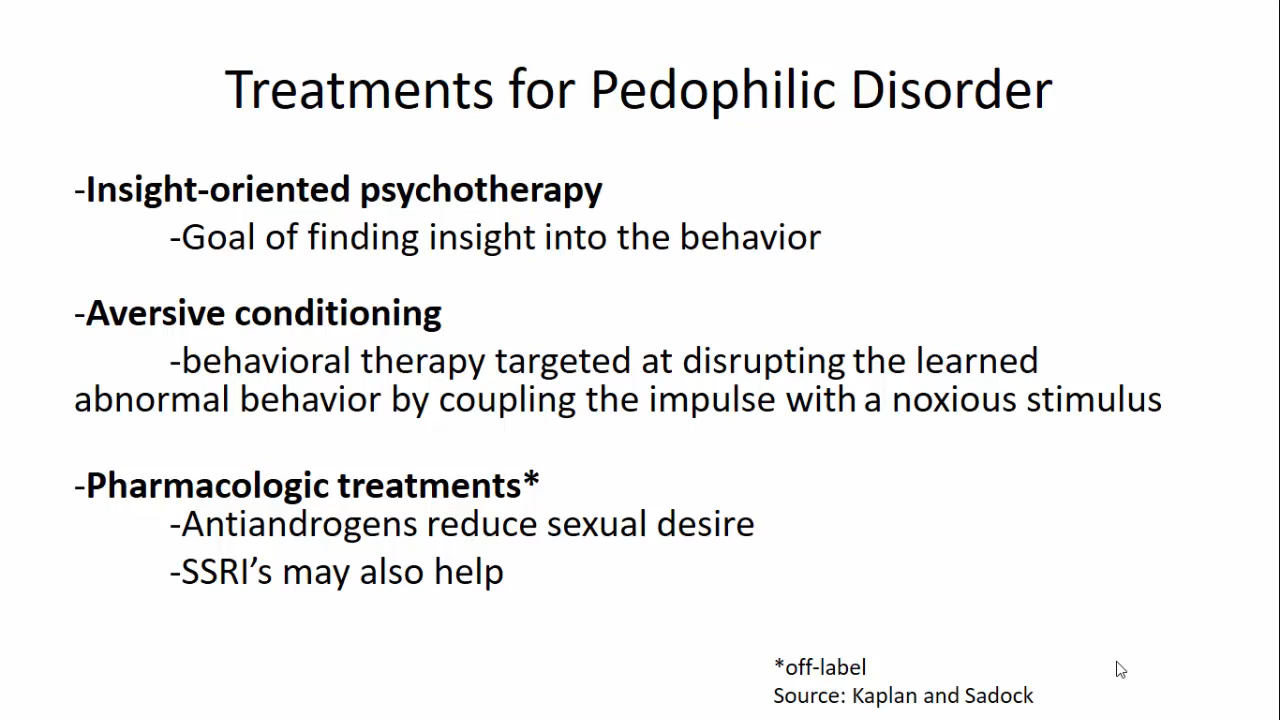 Treatments for Pedophilic Disorder
-Insight-oriented psychotherapy
-Goal of finding insight into the behavior
-Aversive conditioning
-behavioral therapy targeted at disrupting the learned
abnormal behavior by coupling the impulse with a noxious stimulus
-Pharmacologic treatments*
-Antiandrogens reduce sexual desire
-SSRI’s may also help
*off-label
Source: Kaplan and Sadock